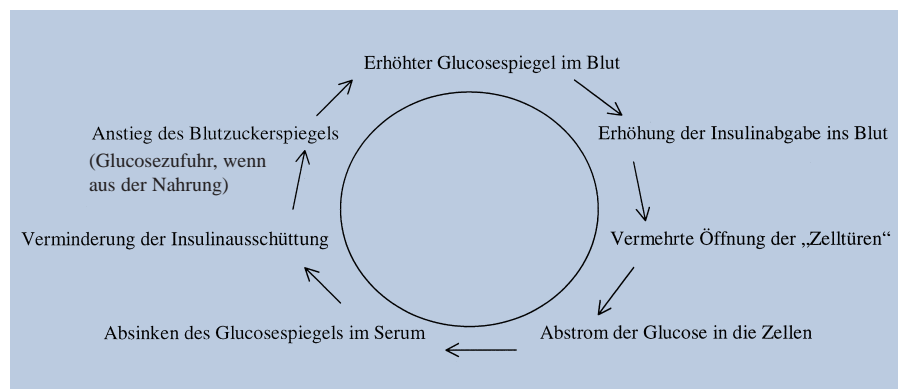 Erhöhter Glucosespiegel im Blut
Erhöhung der Insulinabgabe ins Blut
Vermehrte Öffnung der „Zelltüren“
Abstrom der Glucose in die Zellen
Absinken des Glucosespiegels im Serum
Verminderung der Insulinausschüttung
Anstieg des Blutzuckerspiegels
(Glucosezufuhr, wenn
aus der Nahrung)